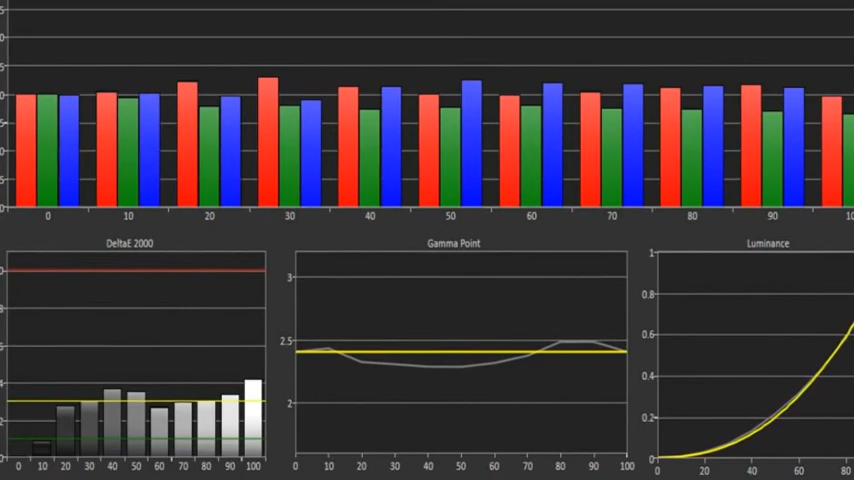 0 10 20 30 40 50 60 70 80 90
DeltaE 2000 Gamma Point Luminance
3
2.5
2
1
0.8
0.6
0.4
0.2
0
0 10 20 30 40 50 60 70 80 90 100
0 10 20 30 40 50 60 70 80 90 100
0 20 40 60 80